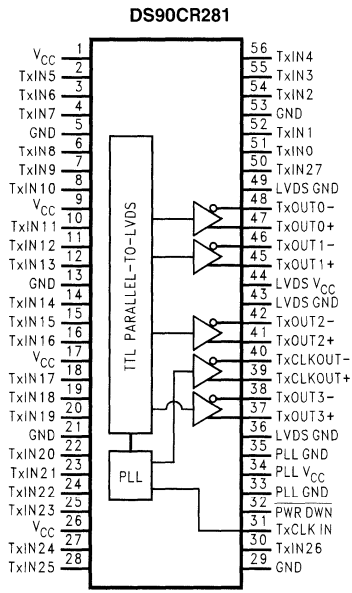 DS90CR281
VCC 1 56 TxIN4
TxIN5 2 55 TxIN3
TxIN6 3 54 TxIN2
TxIN7 4 53 GND
GND 5 52 TxIN1
TxIN8 6 51 TxIN0
TxIN9 7 50 TxIN27
TxIN10 8 49 LVDS GND
VCC 9 48 TxOUT0-
TxIN11 10 47 TxOUT0+
TxIN12 11 46 TxOUT1-
TxIN13 12 45 TxOUT1+
GND 13 44 LVDS VCC
TxIN14 14 43 LVDS GND
TxIN15 15 42 TxOUT2-
TxIN16 16 41 TxOUT2+
VCC 17 40 TxCLKOUT-
TxIN17 18 39 TxCLKOUT+
TxIN18 19 38 TxOUT3-
TxIN19 20 37 TxOUT3+
GND 21 36 LVDS GND
TxIN20 22 35 PLL GND
TxIN21 23 34 PLL VCC
TxIN22 24 33 PLL GND
TxIN23 25 32 PWR DWN
VCC 26 31 TxCLK IN
TxIN24 27 30 TxIN26
TxIN25 28 29 GND
TTL PARALLEL-TO-LVDS
PLL